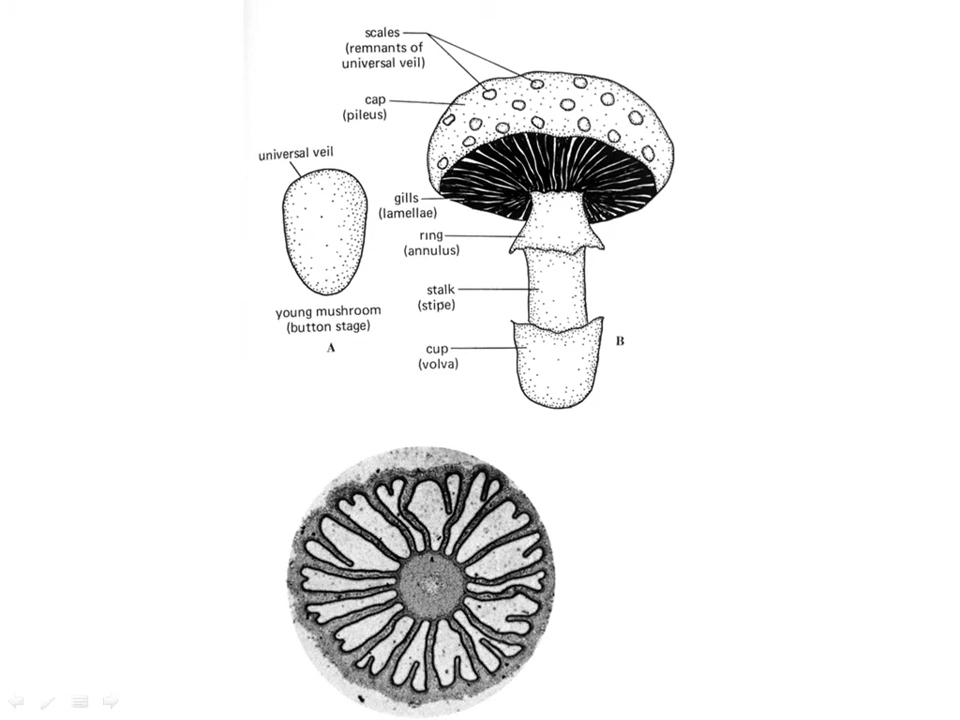 scales
(remnants of
universal veil)
cap
(pileus)
universal veil
gills
(lamellae)
ring
(annulus)
stalk
(stipe)
young mushroom
(button stage)
A
cup
(volva)
B